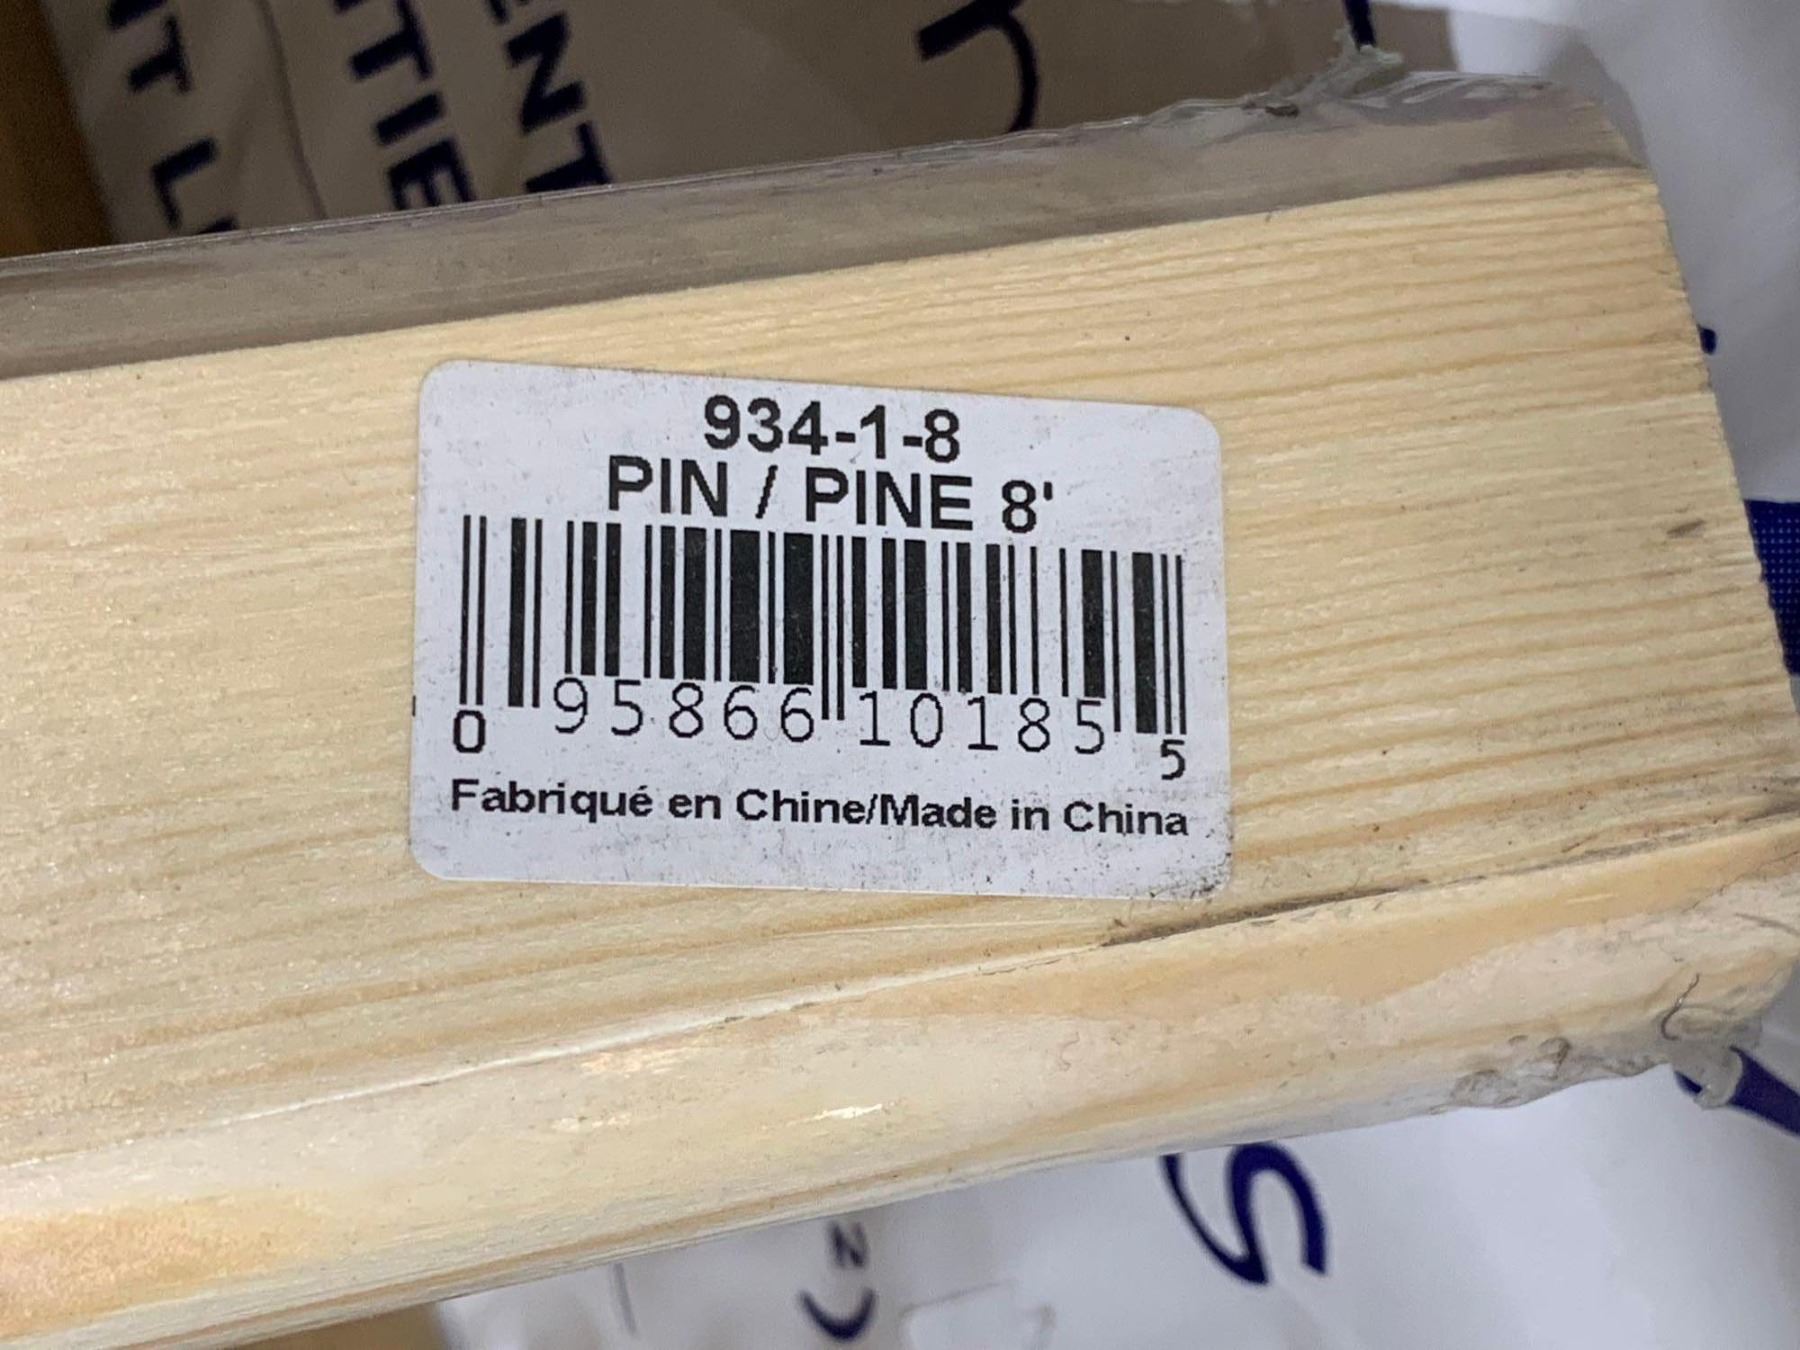 934-1-8
PIN / PINE 8'
0 95866 10185 5
Fabriqué en Chine/Made in China